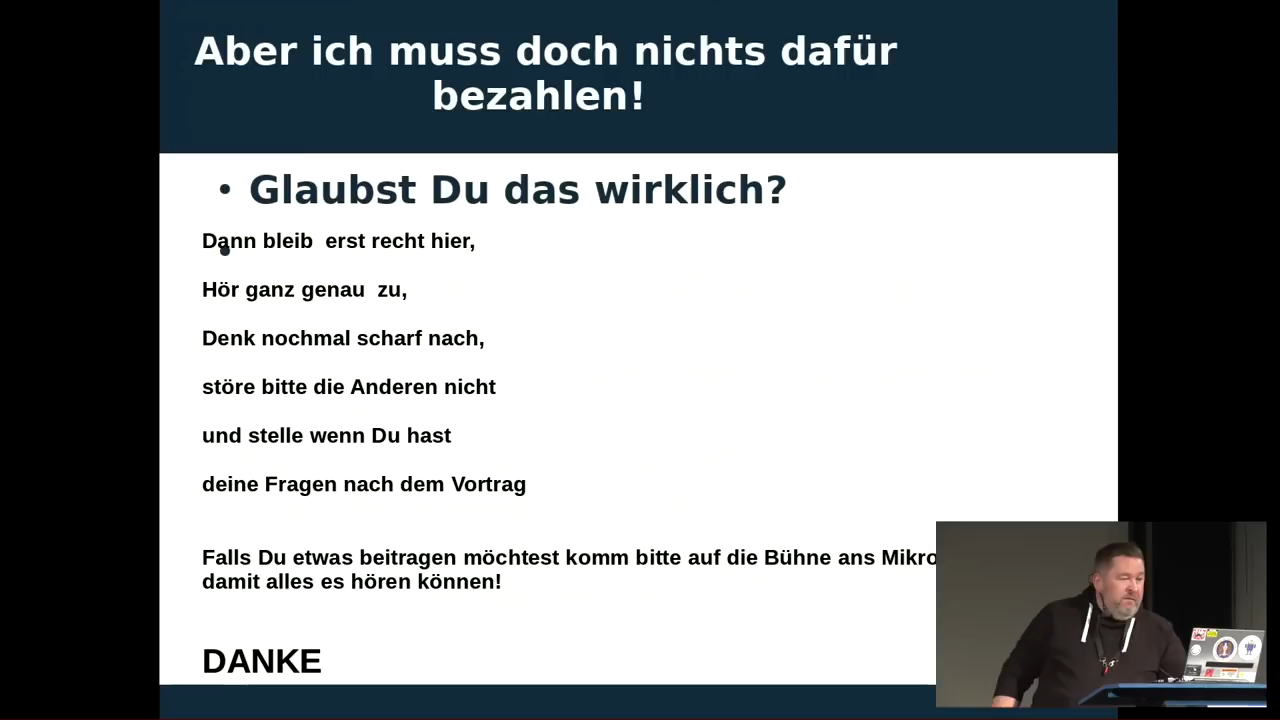 Aber ich muss doch nichts dafür
bezahlen!
• Glaubst Du das wirklich?
Dann bleib  erst recht hier,
Hör ganz genau  zu,
Denk nochmal scharf nach,
störe bitte die Anderen nicht
und stelle wenn Du hast
deine Fragen nach dem Vortrag
Falls Du etwas beitragen möchtest komm bitte auf die Bühne ans Mikro
damit alles es hören können!
DANKE